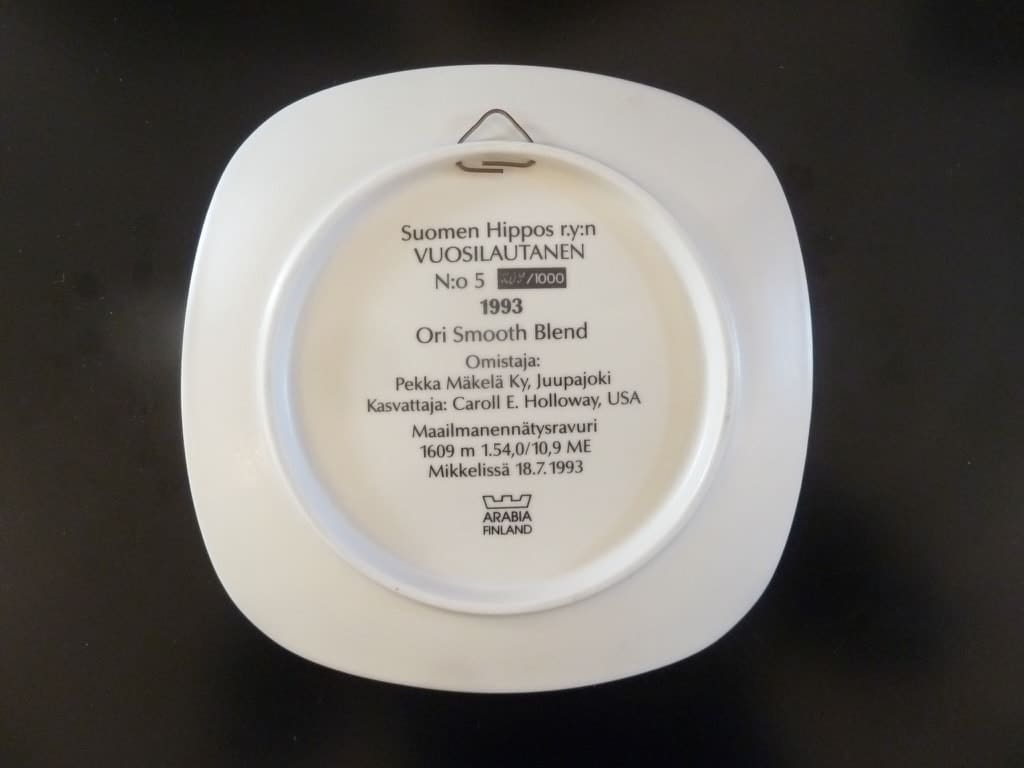 Suomen Hippos r.y:n
VUOSILAUTANEN
N:o 5 /1000
1993
Ori Smooth Blend
Omistaja:
Pekka Mäkelä Ky, Juupajoki
Kasvattaja: Caroll E. Holloway, USA
Maailmanennätysravuri
1609 m 1.54,0/10,9 ME
Mikkelissä 18.7.1993
ARABIA
FINLAND